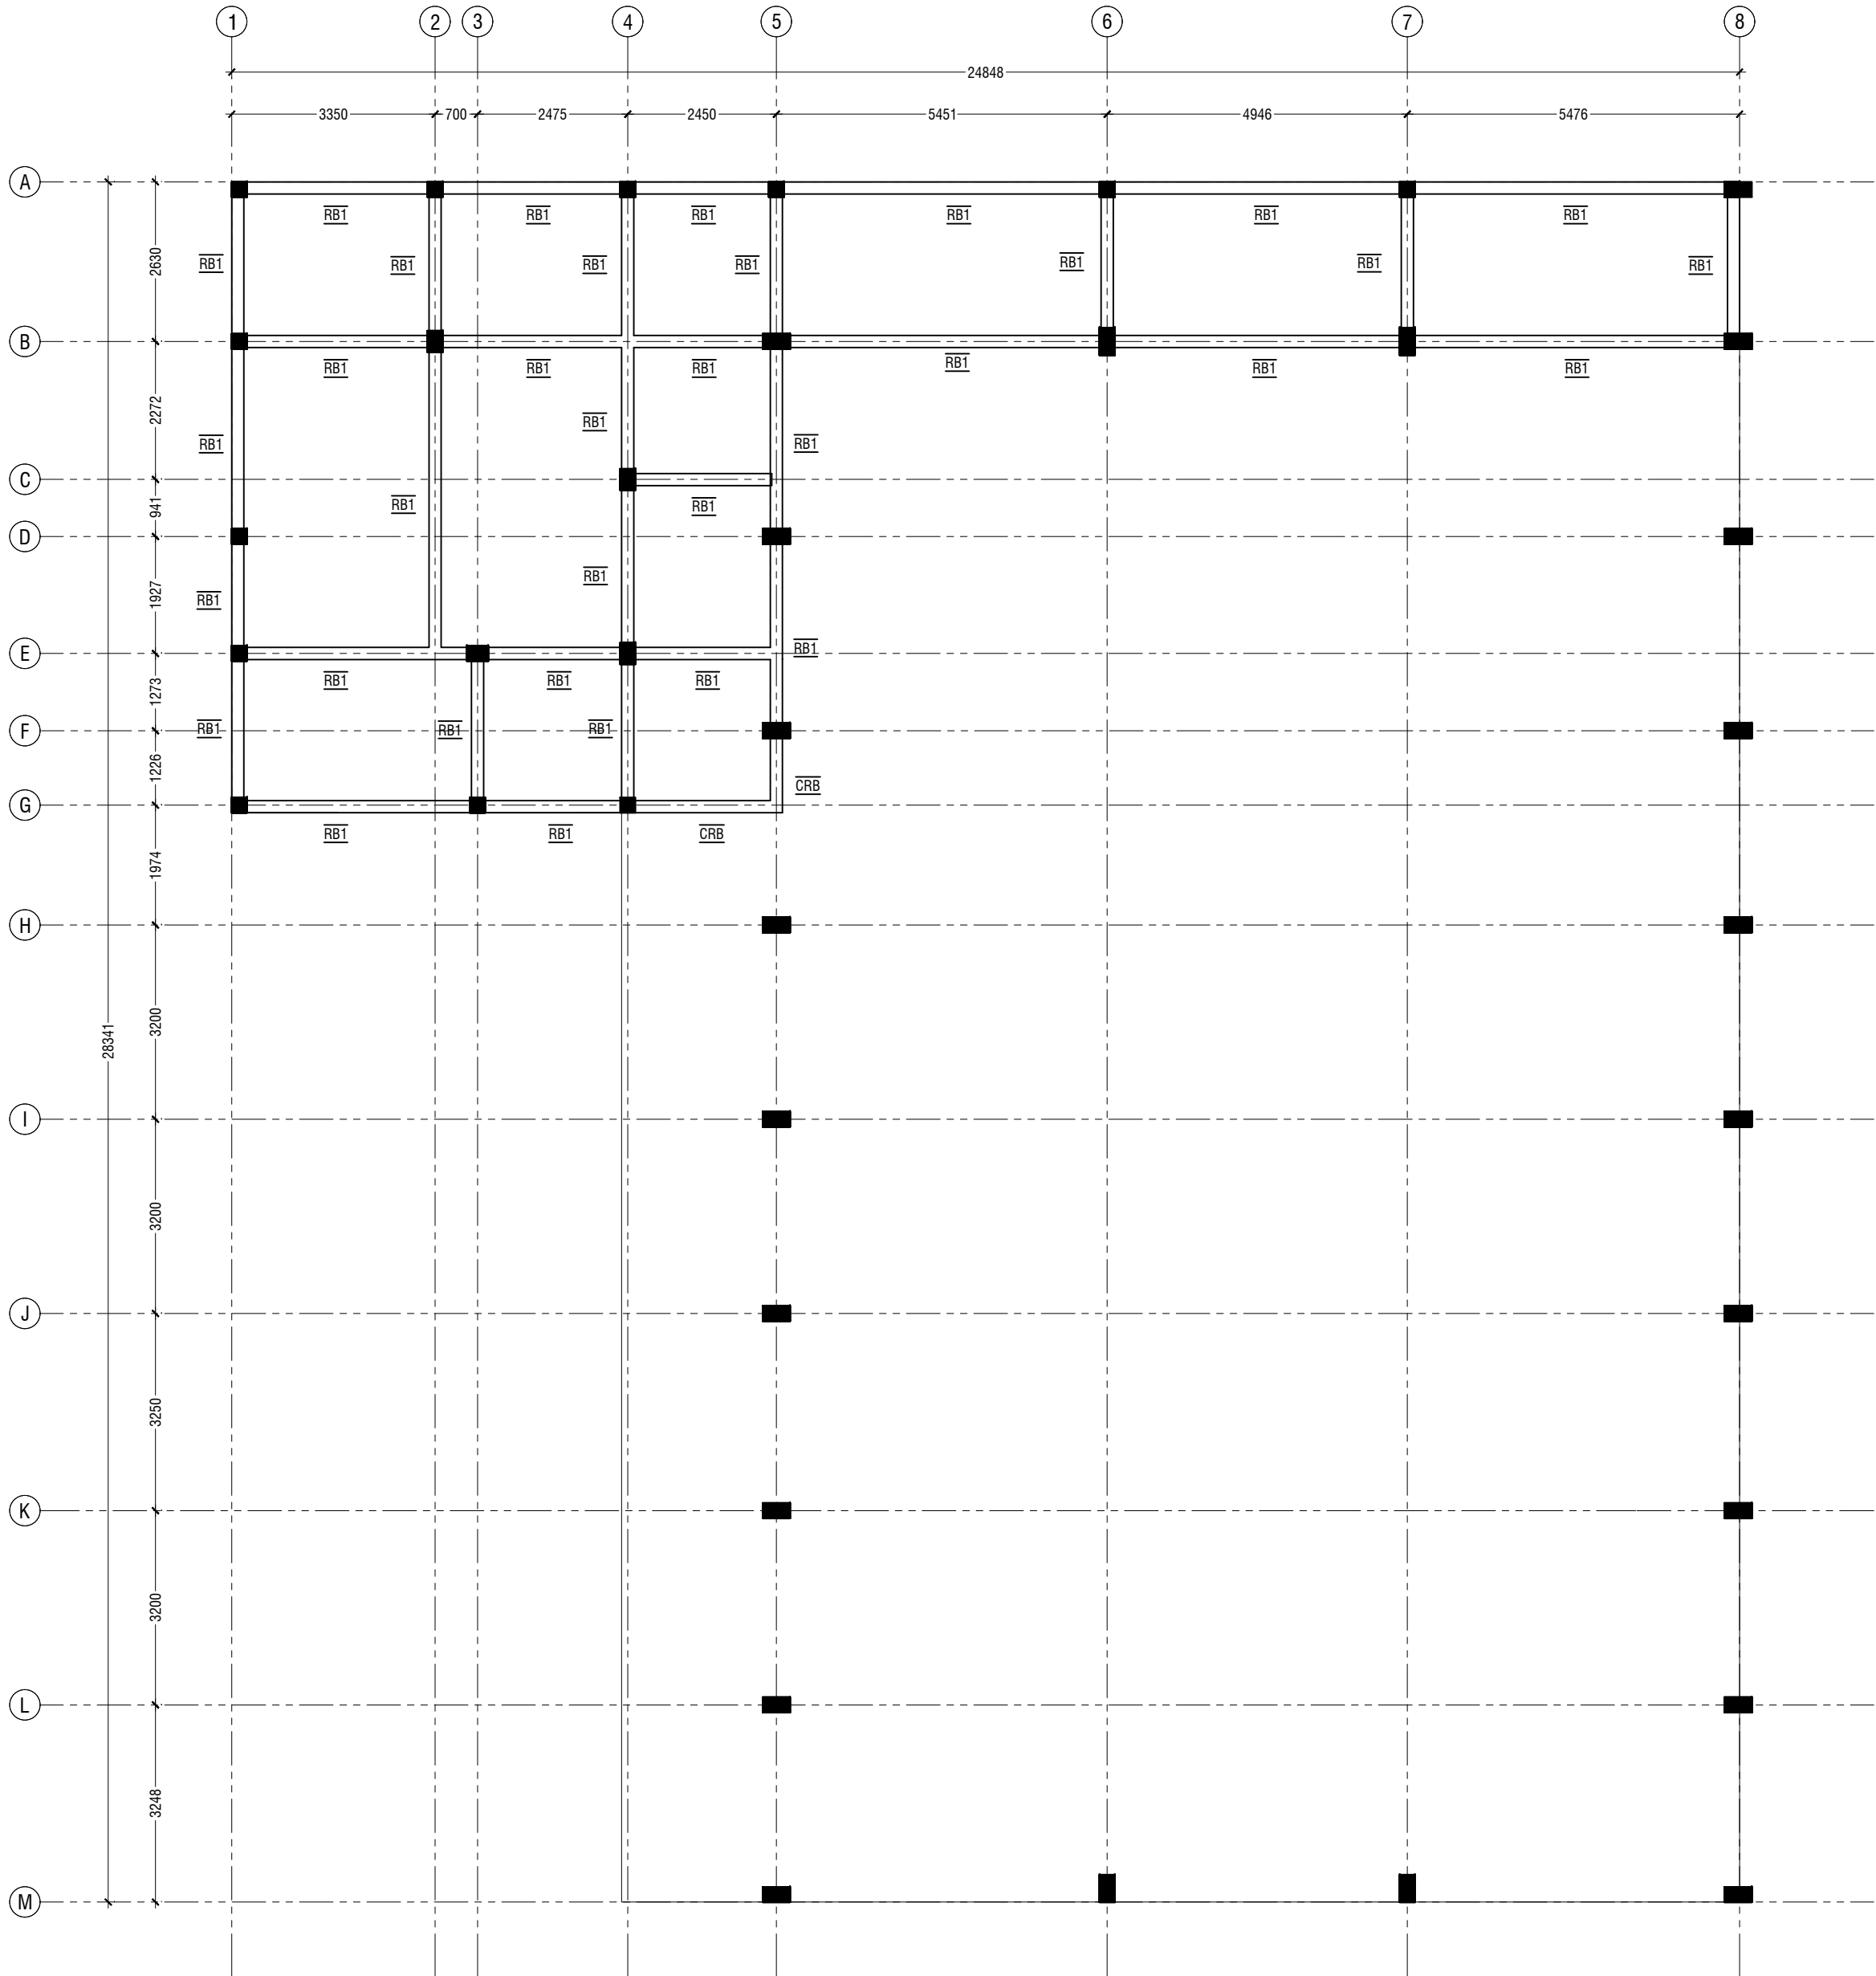 1 2 3 4 5 6 7 8
24848
3350 700 2475 2450 5451 4946 5476
A
RB1 RB1 RB1 RB1 RB1 RB1
2630
RB1 RB1 RB1 RB1 RB1 RB1 RB1
B
RB1 RB1 RB1 RB1 RB1 RB1
2272
RB1 RB1 RB1
C
941
RB1 RB1
D
1927
RB1 RB1
E
RB1
1273
RB1 RB1 RB1
F
RB1 RB1 RB1
1226
CRB
G
RB1 RB1 CRB
1974
H
3200
28341
I
3200
J
3250
K
3200
L
3248
M